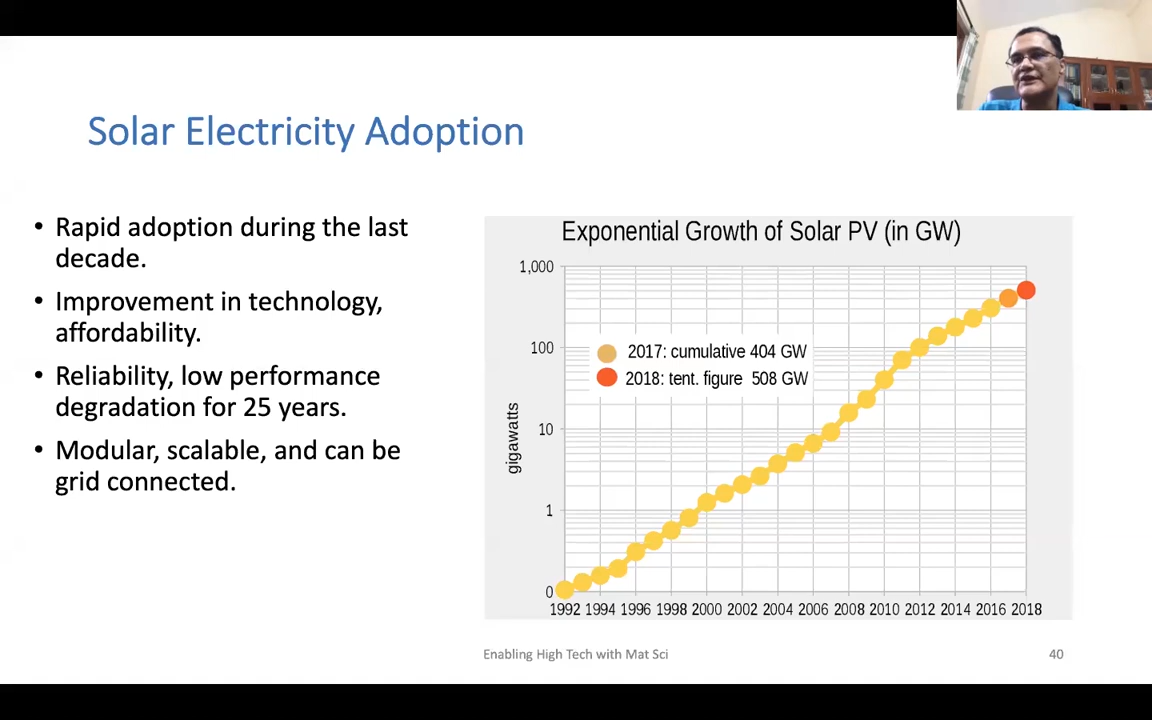 Solar Electricity Adoption
• Rapid adoption during the last
decade.
• Improvement in technology,
affordability.
• Reliability, low performance
degradation for 25 years.
• Modular, scalable, and can be
grid connected.
Exponential Growth of Solar PV (in GW)
1,000
100
10
1
0
gigawatts
2017: cumulative 404 GW
2018: tent. figure 508 GW
1992 1994 1996 1998 2000 2002 2004 2006 2008 2010 2012 2014 2016 2018
Enabling High Tech with Mat Sci
40